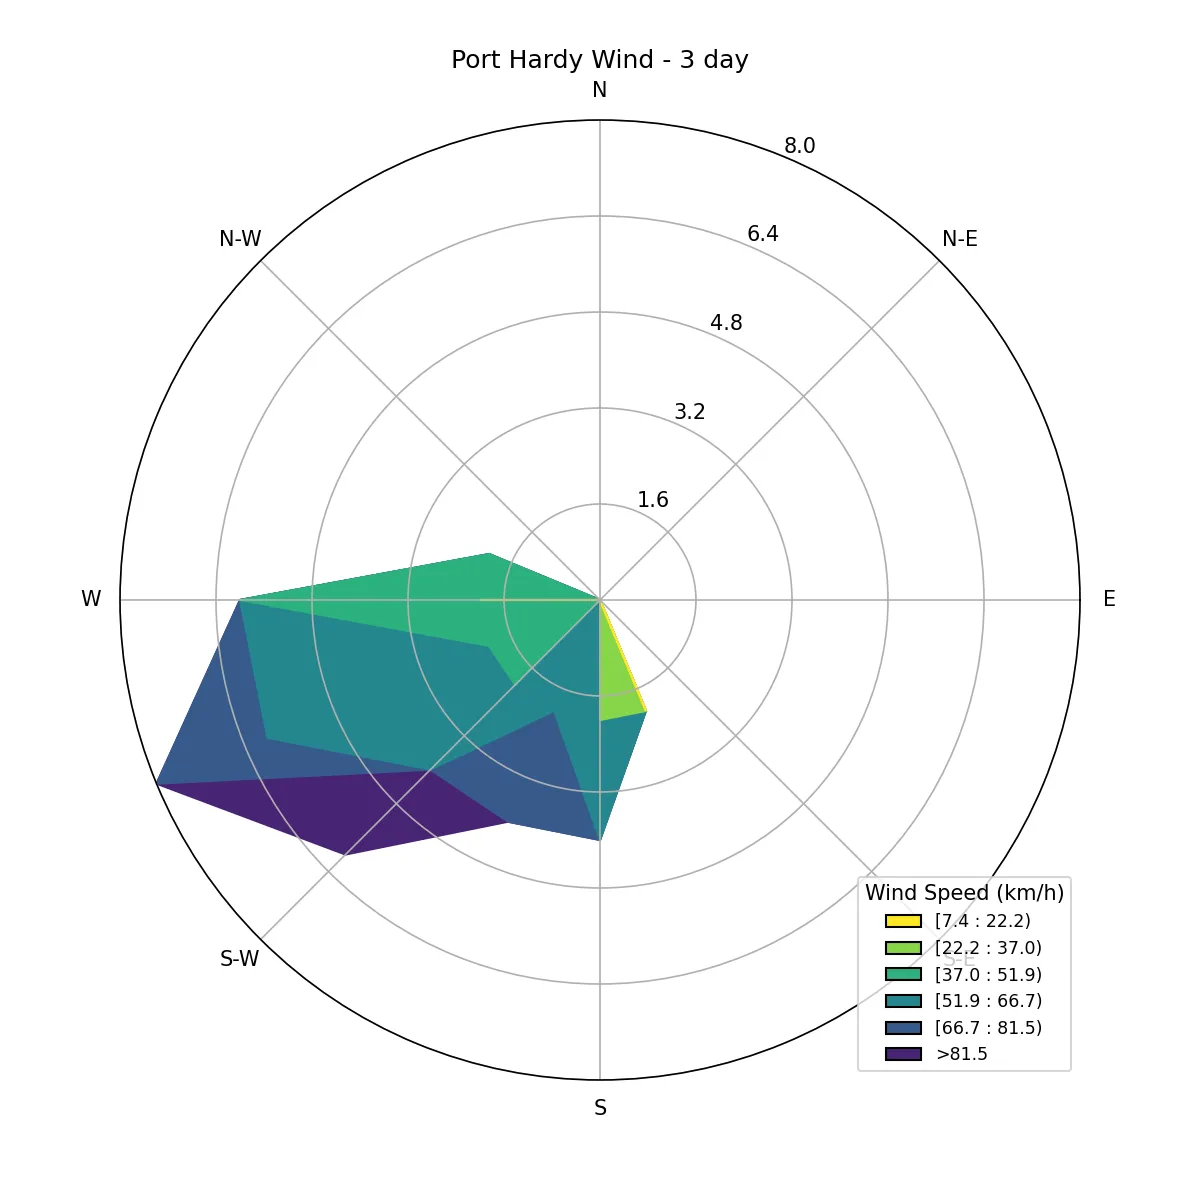 Port Hardy Wind - 3 day
N
8.0
N-W
6.4
N-E
4.8
3.2
1.6
W
E
S-W
S-E
S
Wind Speed (km/h)
[7.4 : 22.2)
[22.2 : 37.0)
[37.0 : 51.9)
[51.9 : 66.7)
[66.7 : 81.5)
>81.5